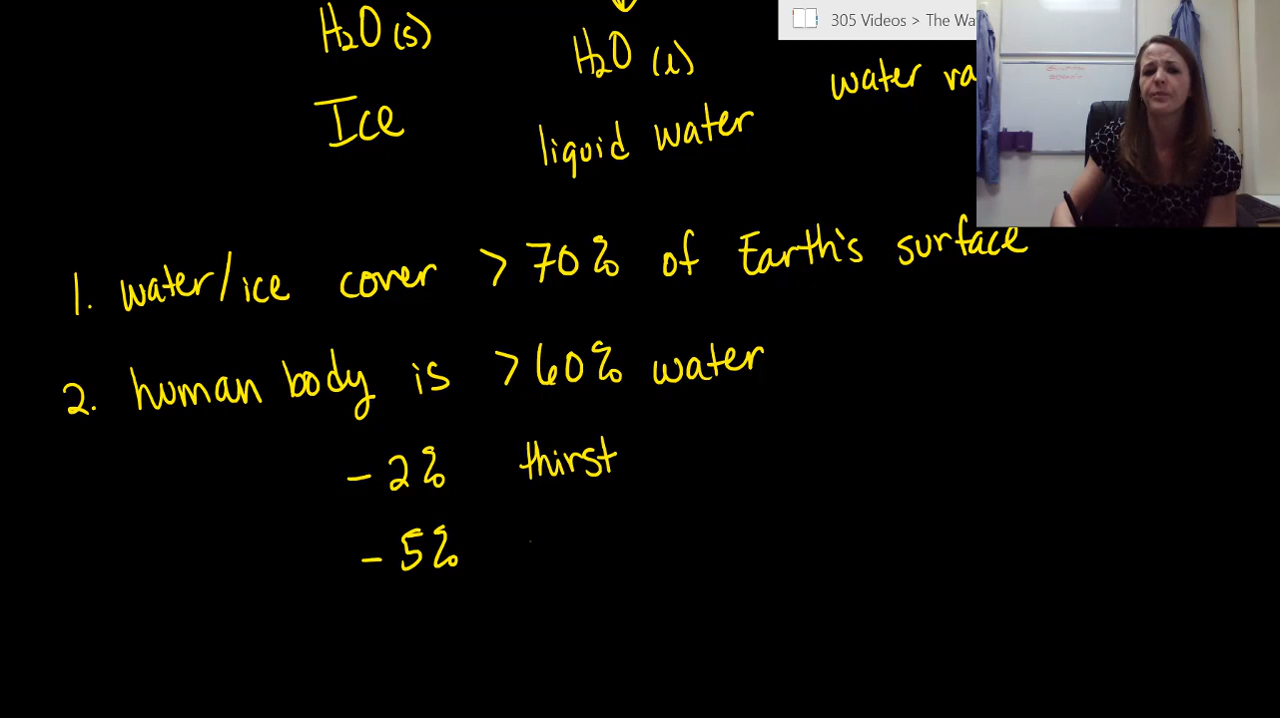 305 Videos > The Wa
H₂O (s)
H₂O (l)
water va
Ice
liquid water
1. water/ice cover > 70% of Earth's surface
2. human body is > 60% water
- 2% thirst
- 5%